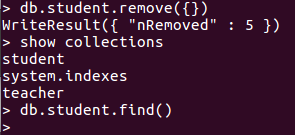 > db.student.remove({})
WriteResult({ "nRemoved" : 5 })
> show collections
student
system.indexes
teacher
> db.student.find()
>